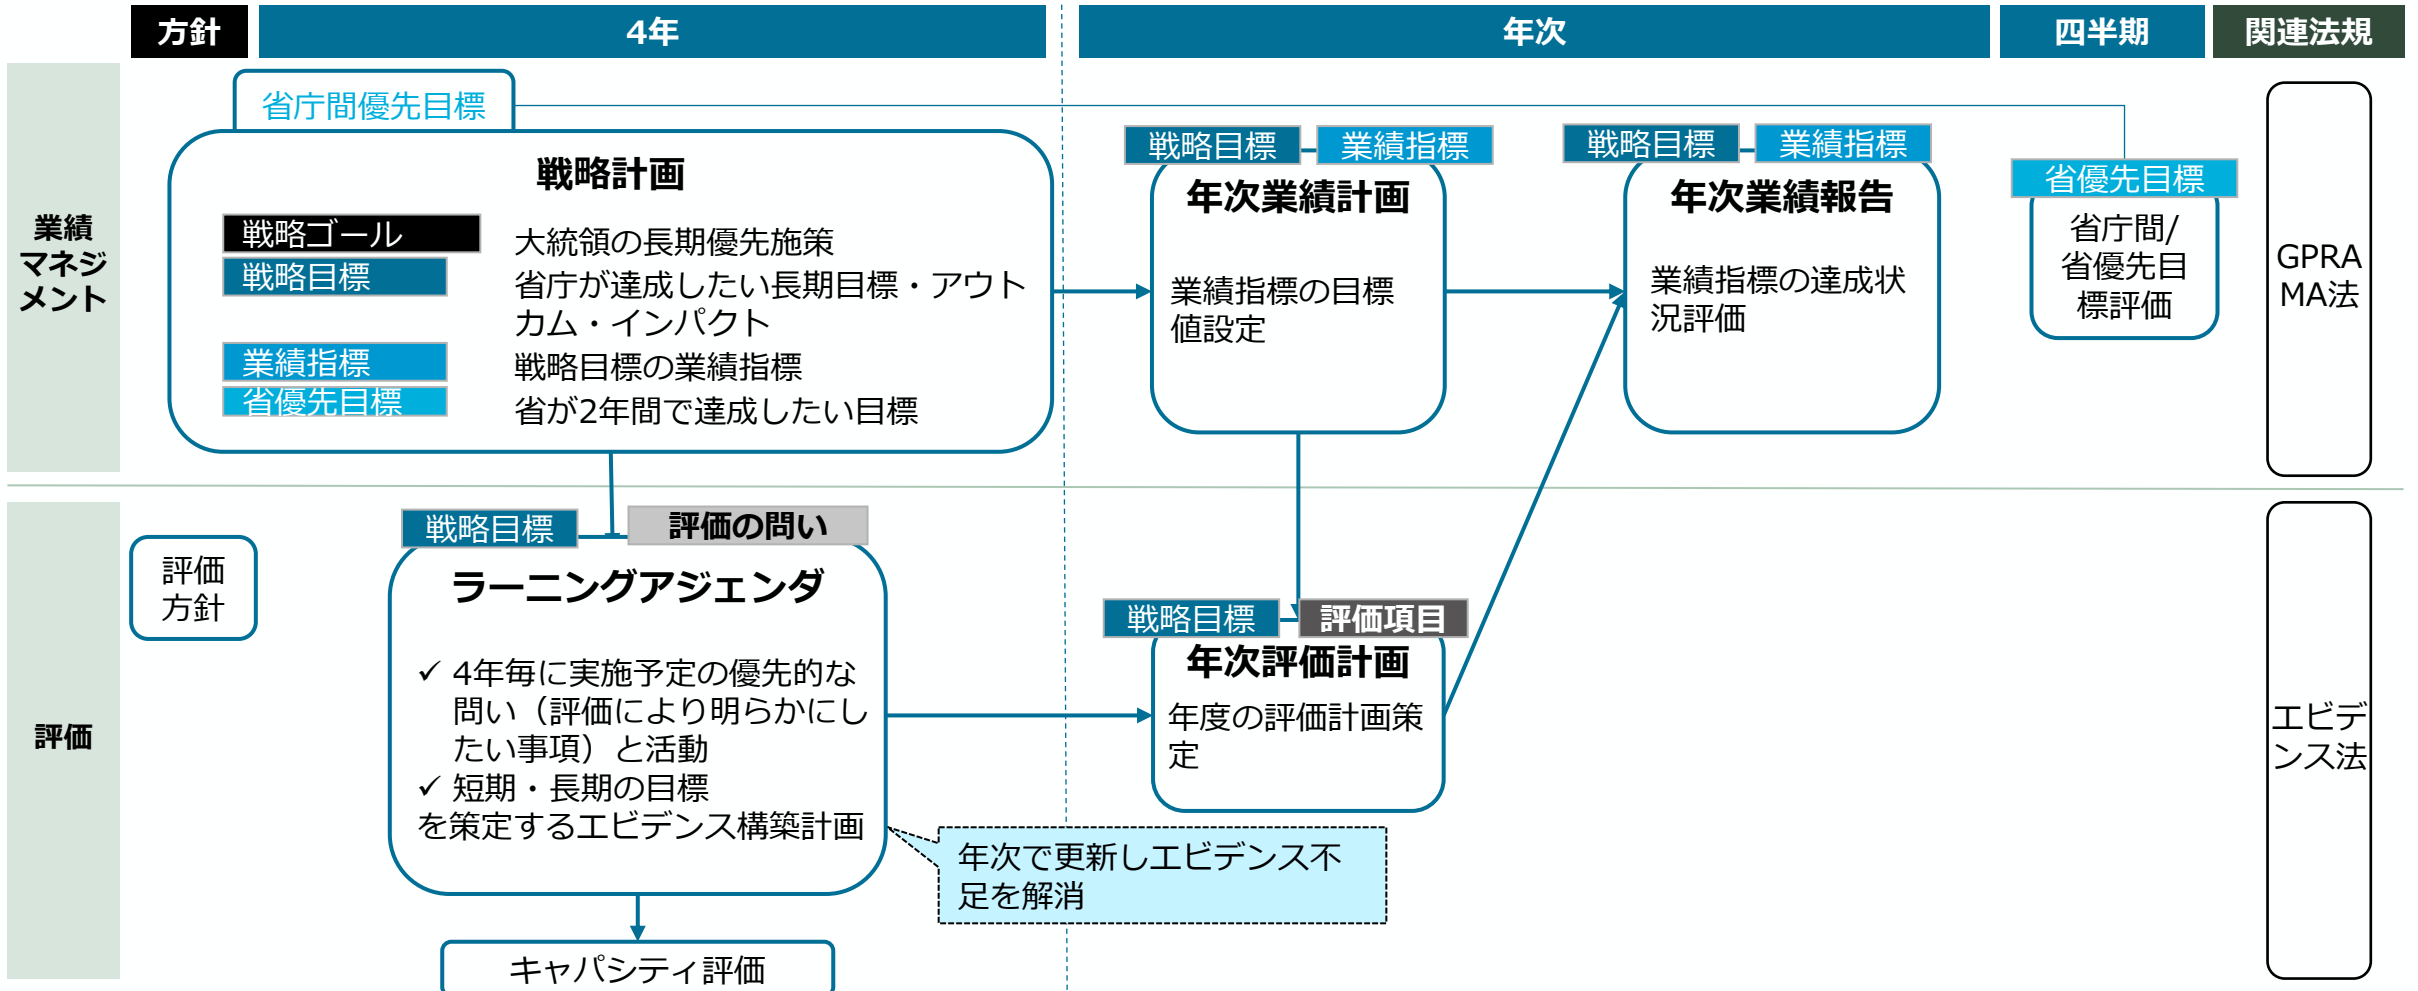 方針
4年
年次
四半期
関連法規
業績
マネジ
メント
省庁間優先目標
戦略計画
戦略ゴール
大統領の長期優先施策
戦略目標
省庁が達成したい長期目標・アウト
カム・インパクト
業績指標
戦略目標の業績指標
省優先目標
省が2年間で達成したい目標
戦略目標
業績指標
年次業績計画
業績指標の目標
値設定
戦略目標
業績指標
年次業績報告
業績指標の達成状
況評価
省優先目標
省庁間/
省優先目
標評価
GPRA
MA法
評価
評価
方針
戦略目標
評価の問い
ラーニングアジェンダ
✓ 4年毎に実施予定の優先的な
問い（評価により明らかにし
たい事項）と活動
✓ 短期・長期の目標
を策定するエビデンス構築計画
年次で更新しエビデンス不
足を解消
キャパシティ評価
戦略目標
評価項目
年次評価計画
年度の評価計画策
定
エビデ
ンス法